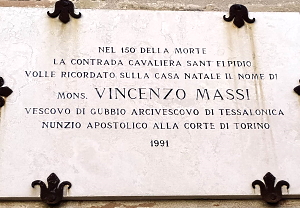 NEL 150 DELLA MORTE
LA CONTRADA CAVALIERA SANT ELPIDIO
VOLLE RICORDATO SULLA CASA NATALE IL NOME DI
MONS. VINCENZO MASSI
VESCOVO DI GUBBIO ARCIVESCOVO DI TESSALONICA
NUNZIO APOSTOLICO ALLA CORTE DI TORINO
1991